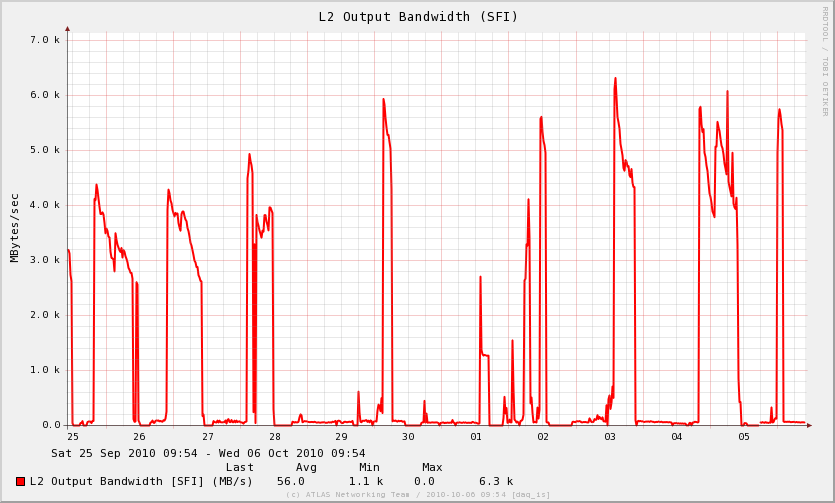 L2 Output Bandwidth (SFI)
RRDTOOL / TOBI OETIKER
MBytes/sec
7.0 k
6.0 k
5.0 k
4.0 k
3.0 k
2.0 k
1.0 k
0.0
25 26 27 28 29 30 01 02 03 04 05
Sat 25 Sep 2010 09:54 - Wed 06 Oct 2010 09:54
Last Avg Min Max
L2 Output Bandwidth [SFI] (MB/s) 56.0 1.1 k 0.0 6.3 k
(c) ATLAS Networking Team / 2010-10-06 09:54 [daq_is]